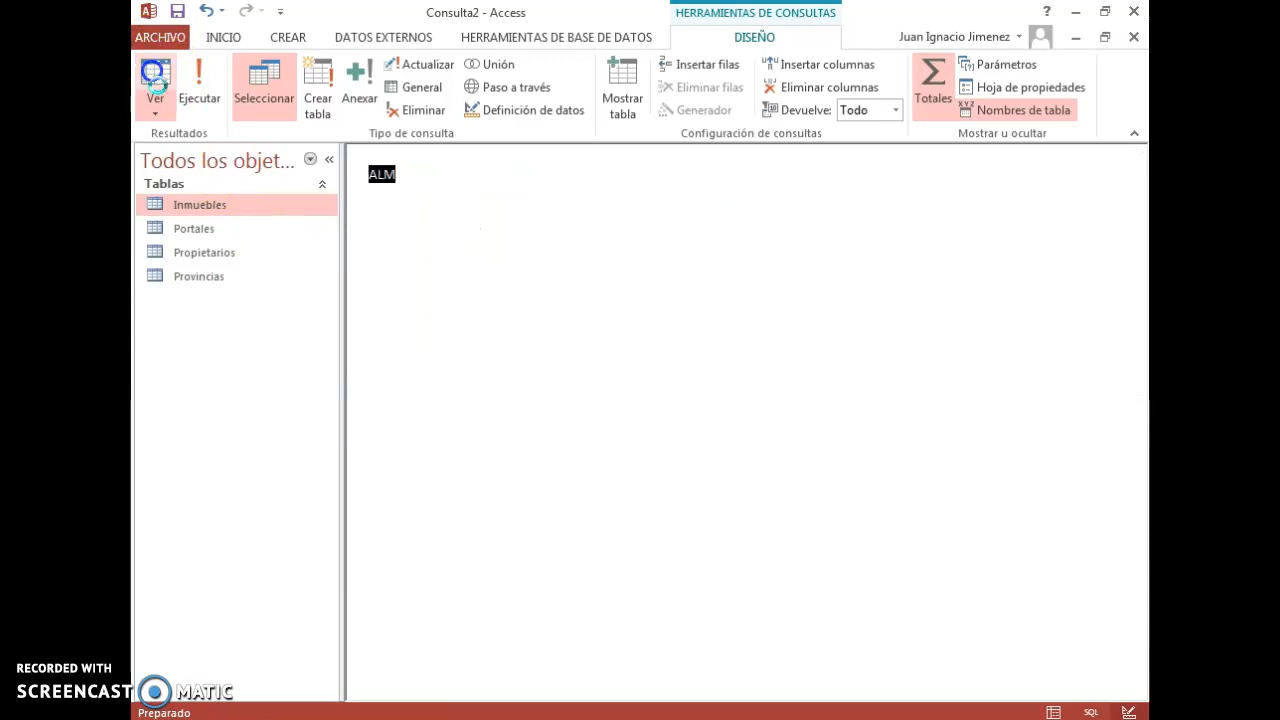 Consulta2 - Access
HERRAMIENTAS DE CONSULTAS
?
ARCHIVO
INICIO
CREAR
DATOS EXTERNOS
HERRAMIENTAS DE BASE DE DATOS
DISEÑO
Juan Ignacio Jimenez
Ver
Ejecutar
Seleccionar
Crear
tabla
Anexar
Actualizar
General
Eliminar
Unión
Paso a través
Definición de datos
Mostrar
tabla
Insertar filas
Eliminar filas
Generador
Insertar columnas
Eliminar columnas
Devuelve: Todo
Totales
Parámetros
Hoja de propiedades
Nombres de tabla
Resultados
Tipo de consulta
Configuración de consultas
Mostrar u ocultar
Todos los objet...
Tablas
Inmuebles
Portales
Propietarios
Provincias
ALM
RECORDED WITH
SCREENCAST MATIC
Preparado
SQL